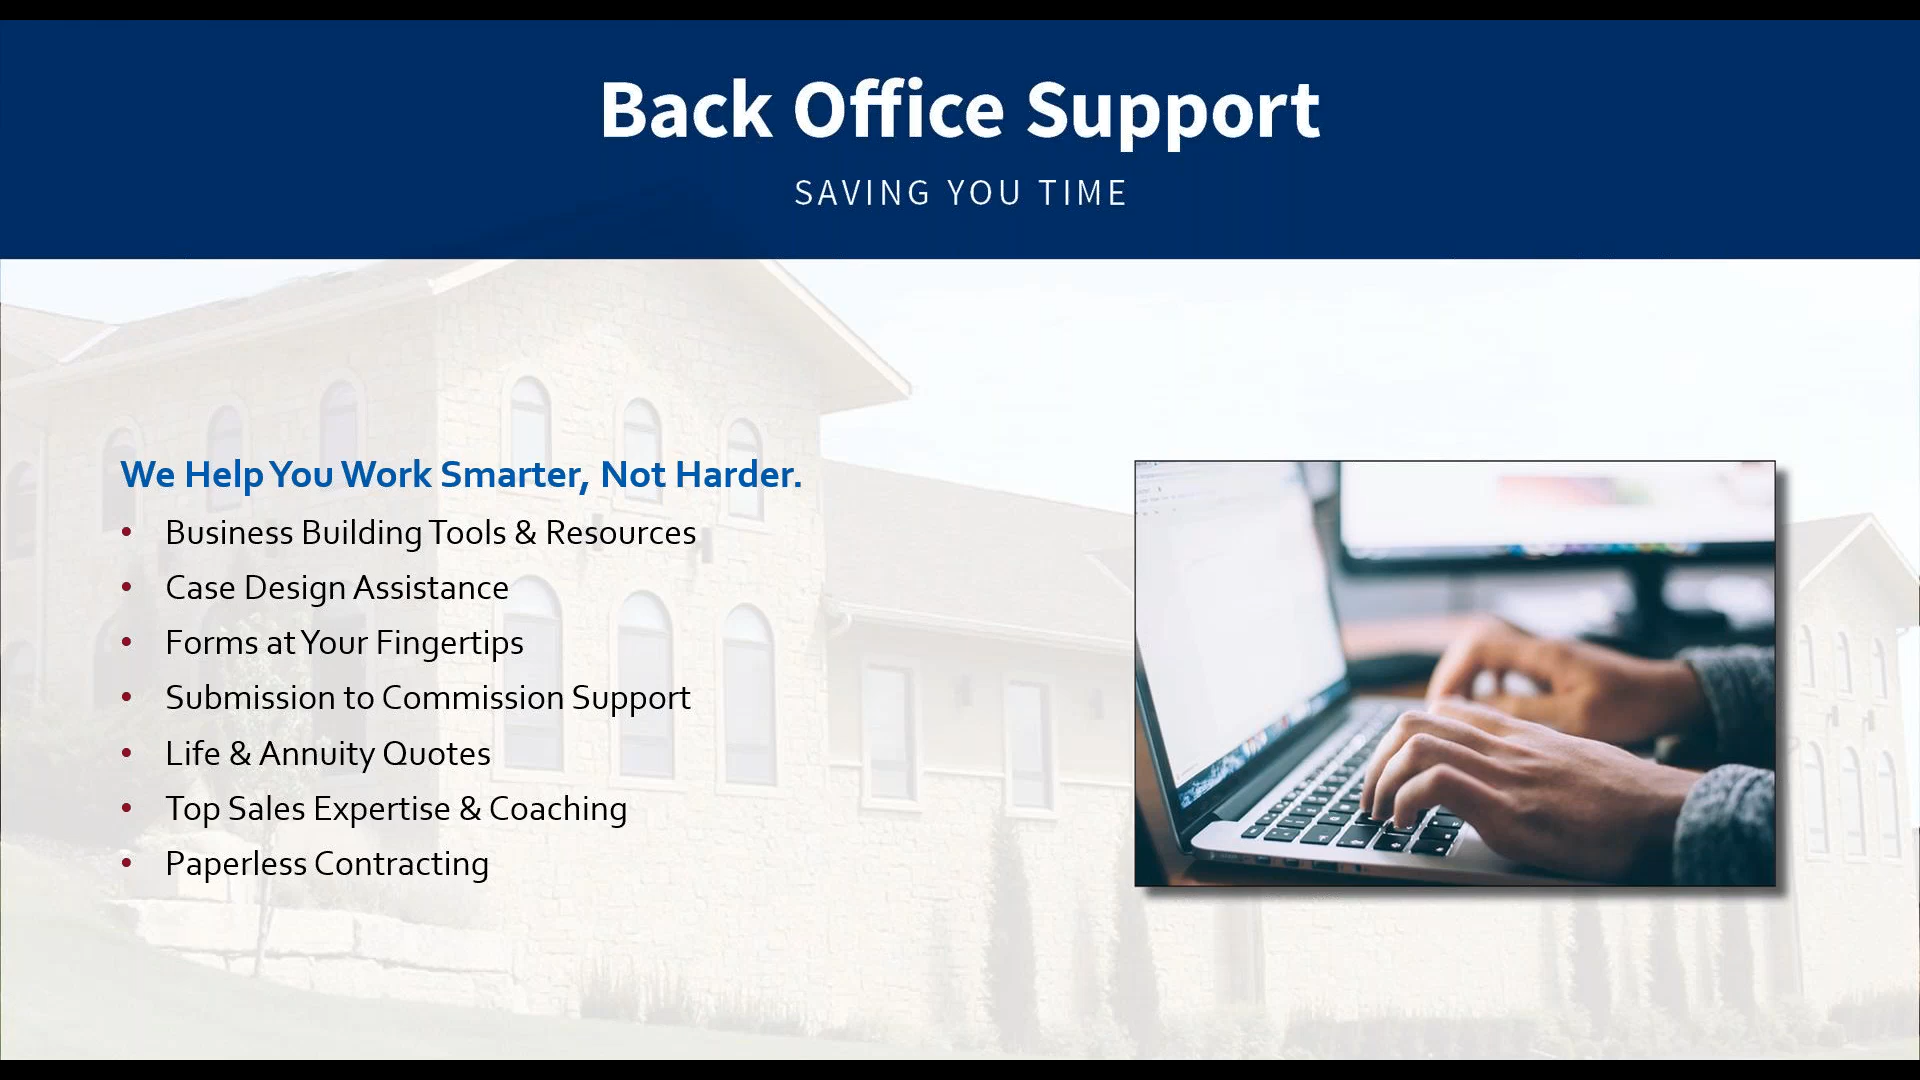 Back Office Support
SAVING YOU TIME
We Help You Work Smarter, Not Harder.
• Business Building Tools & Resources
• Case Design Assistance
• Forms at Your Fingertips
• Submission to Commission Support
• Life & Annuity Quotes
• Top Sales Expertise & Coaching
• Paperless Contracting